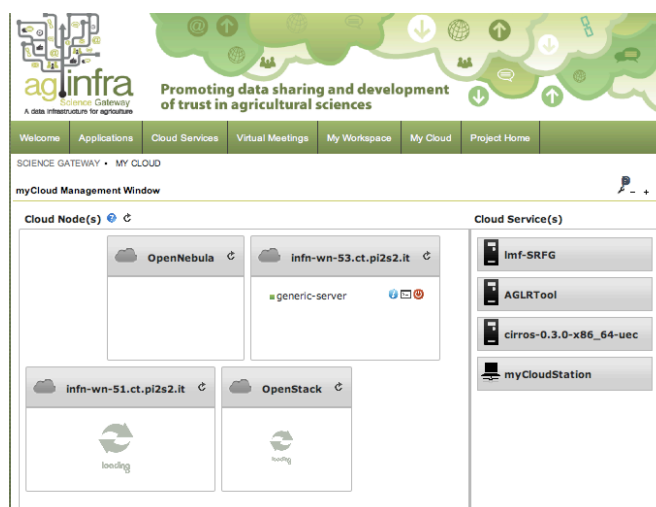 aginfra
Science Gateway
A data infrastructure for agriculture
Promoting data sharing and development
of trust in agricultural sciences
Welcome Applications Cloud Services Virtual Meetings My Workspace My Cloud Project Home
SCIENCE GATEWAY • MY CLOUD
myCloud Management Window
- +
Cloud Node(s) ?
Cloud Service(s)
OpenNebula
infn-wn-53.ct.pi2s2.it
generic-server
infn-wn-51.ct.pi2s2.it
loading
OpenStack
loading
lmf-SRFG
AGLRTool
cirros-0.3.0-x86_64-uec
myCloudStation